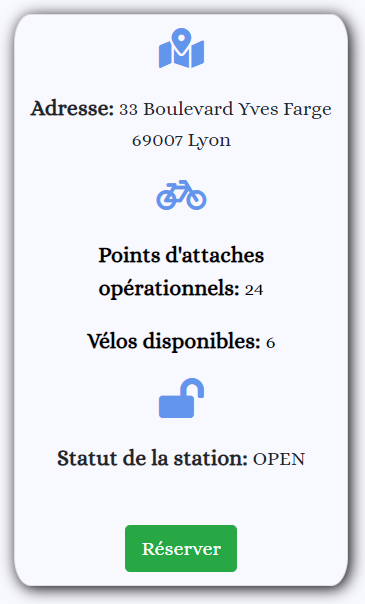 Adresse: 33 Boulevard Yves Farge
69007 Lyon
Points d'attaches
opérationnels: 24
Vélos disponibles: 6
Statut de la station: OPEN
Réserver